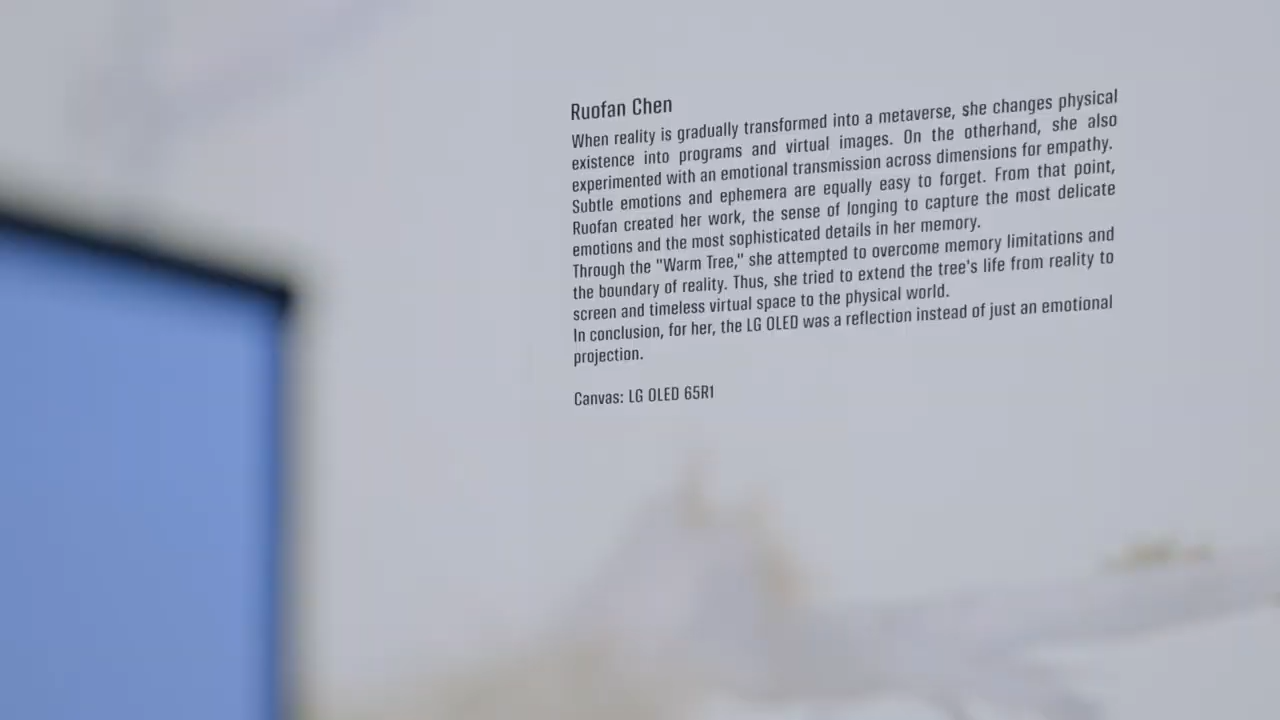 Ruofan Chen
When reality is gradually transformed into a metaverse, she changes physical
existence into programs and virtual images. On the otherhand, she also
experimented with an emotional transmission across dimensions for empathy.
Subtle emotions and ephemera are equally easy to forget. From that point,
Ruofan created her work, the sense of longing to capture the most delicate
emotions and the most sophisticated details in her memory.
Through the "Warm Tree," she attempted to overcome memory limitations and
the boundary of reality. Thus, she tried to extend the tree's life from reality to
screen and timeless virtual space to the physical world.
In conclusion, for her, the LG OLED was a reflection instead of just an emotional
projection.
Canvas: LG OLED 65R1